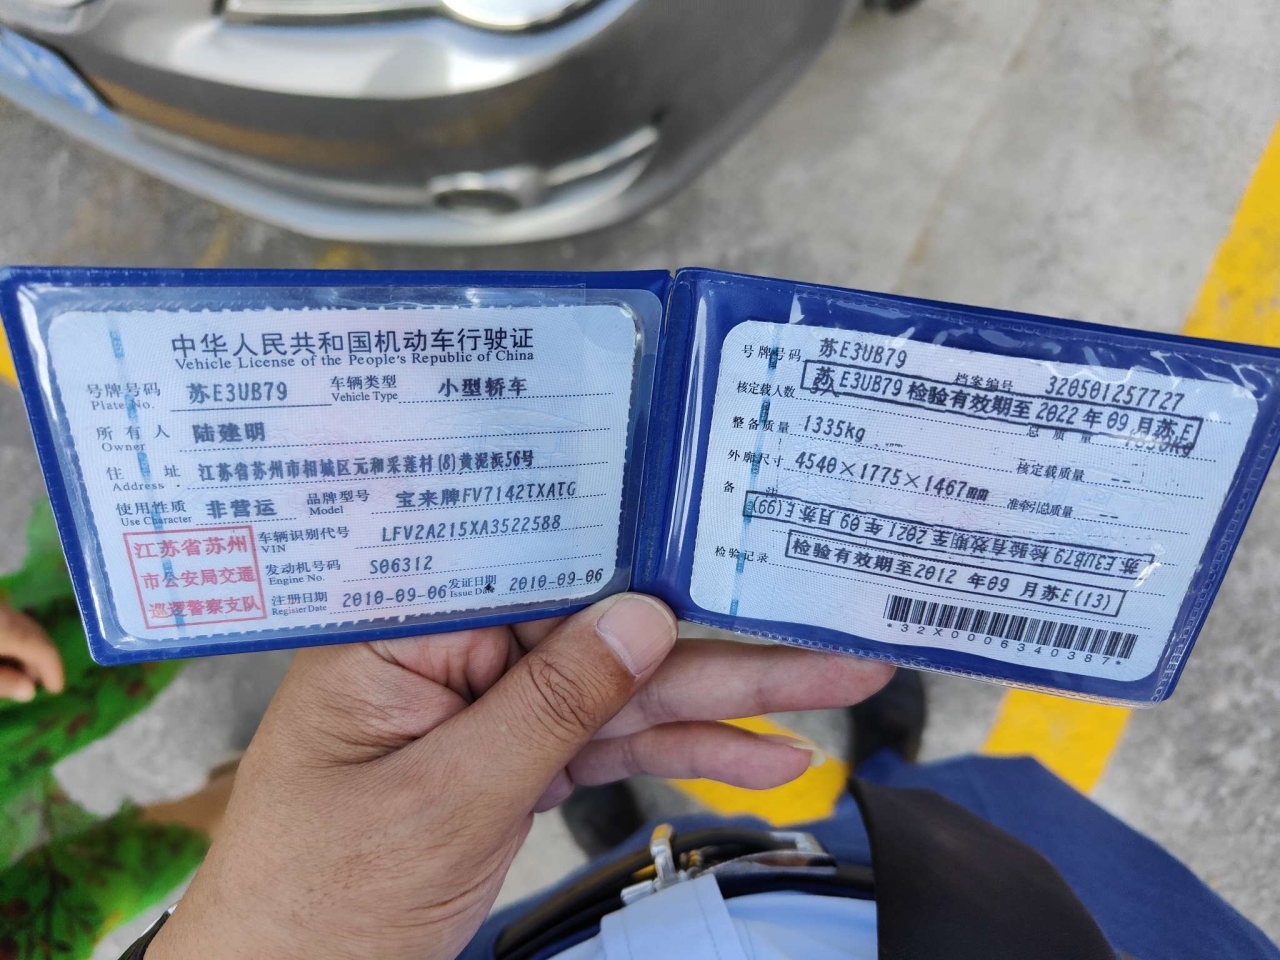 中华人民共和国机动车行驶证
Vehicle License of the People's Republic of China
号牌号码 Plate No. 苏E3UB79 车辆类型 Vehicle Type 小型轿车
所有人 Owner 陆建明
住址 Address 江苏省苏州市相城区元和采莲村(8)黄泥浜56号
使用性质 Use Character 非营运 品牌型号 Model 宝来牌FV7142TXATG
江苏省苏州
市公安局交通
巡逻警察支队
车辆识别代号 VIN LFV2A215XA3522588
发动机号码 Engine No. S06312
注册日期 Register Date 2010-09-06 发证日期 Issue Date 2010-09-06
号牌号码 苏E3UB79 档案编号 320501257727
核定载人数 5人 总质量
苏E3UB79 检验有效期至2022年09月苏E
整备质量 1335kg 核定载质量 --
外廓尺寸 4540×1775×1467mm 准牵引总质量 --
备注
苏E3UB79 检验有效期至2021年09月苏E(99)
检验记录 检验有效期至2012年09月苏E(13)
*32X0006340387*